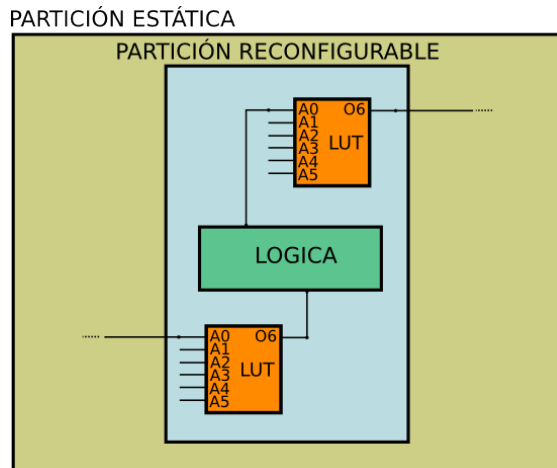 PARTICIÓN ESTÁTICA
PARTICIÓN RECONFIGURABLE
A0 O6
A1
A2
A3 LUT
A4
A5
LOGICA
A0 O6
A1
A2
A3 LUT
A4
A5